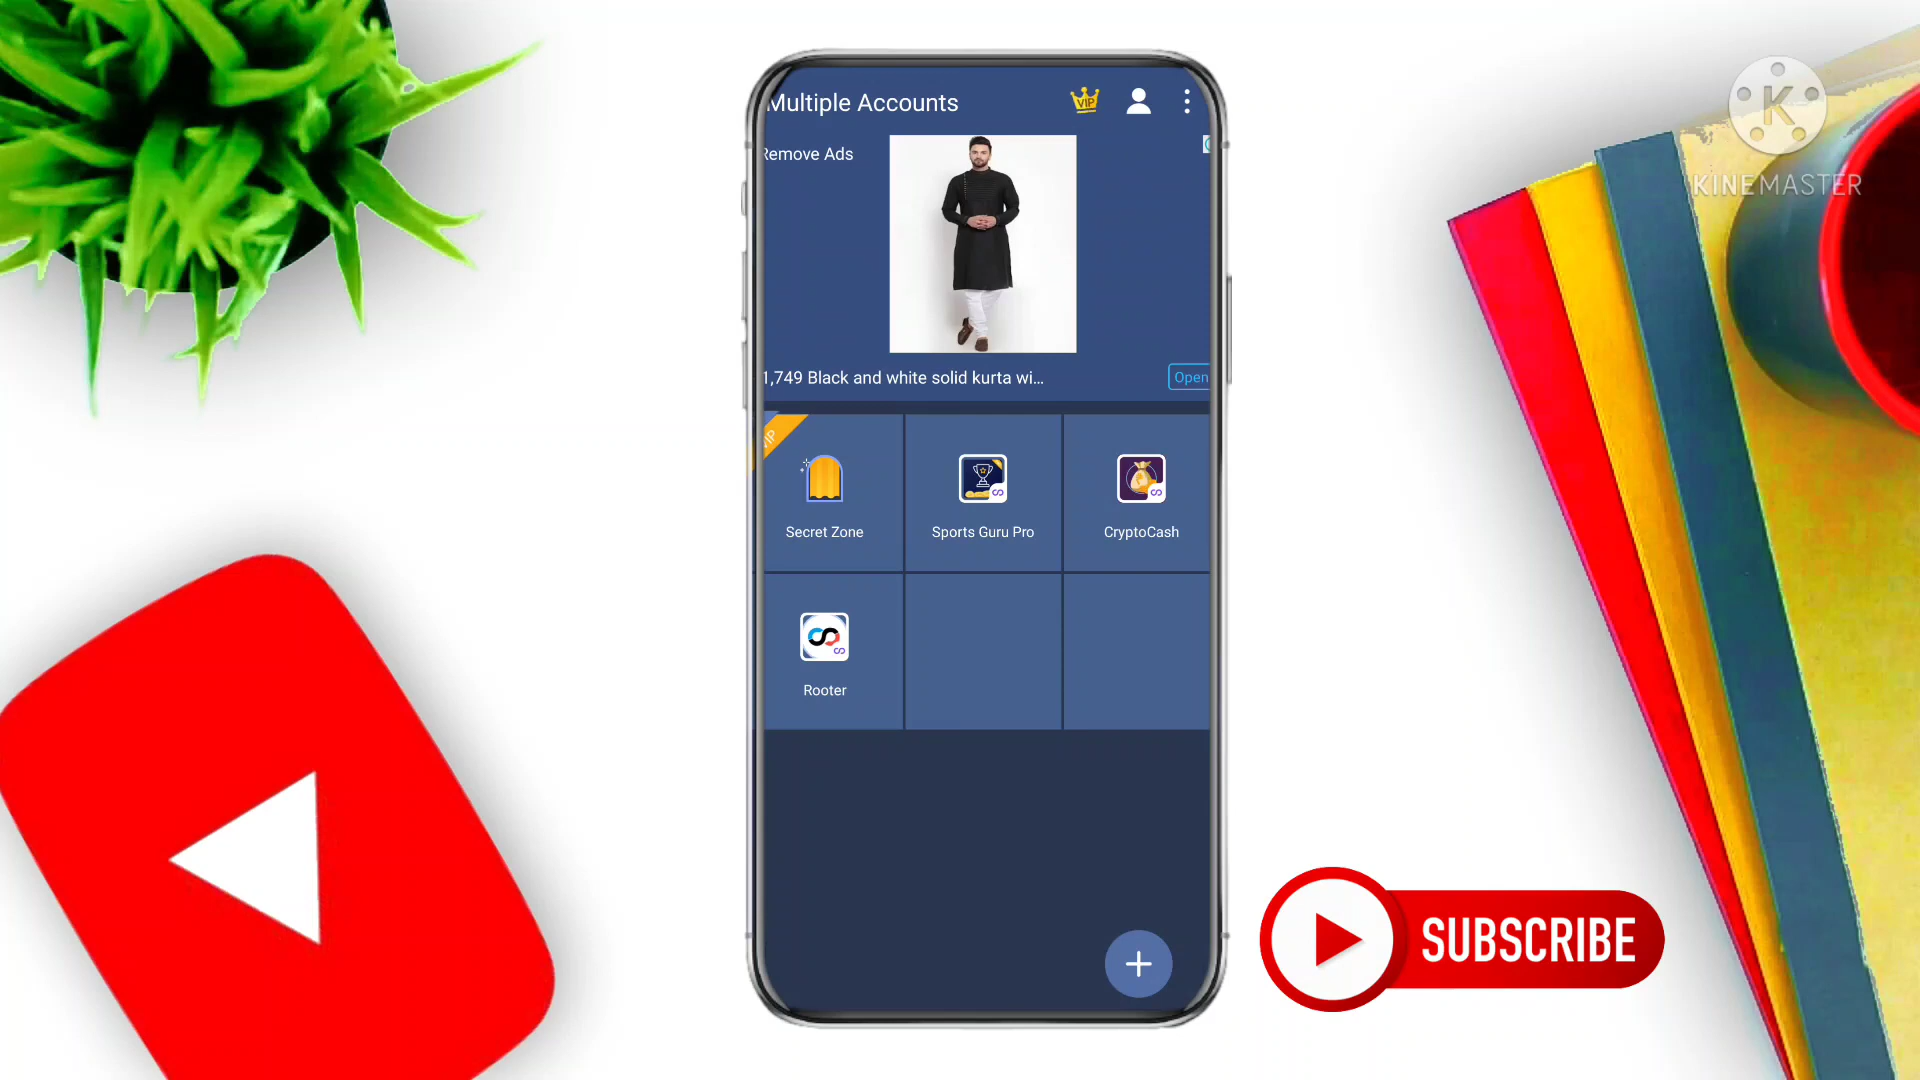 Multiple Accounts
VIP
Remove Ads
1,749 Black and white solid kurta wi...
Open
VIP
Secret Zone
Sports Guru Pro
CryptoCash
Rooter
K
KINEMASTER
SUBSCRIBE